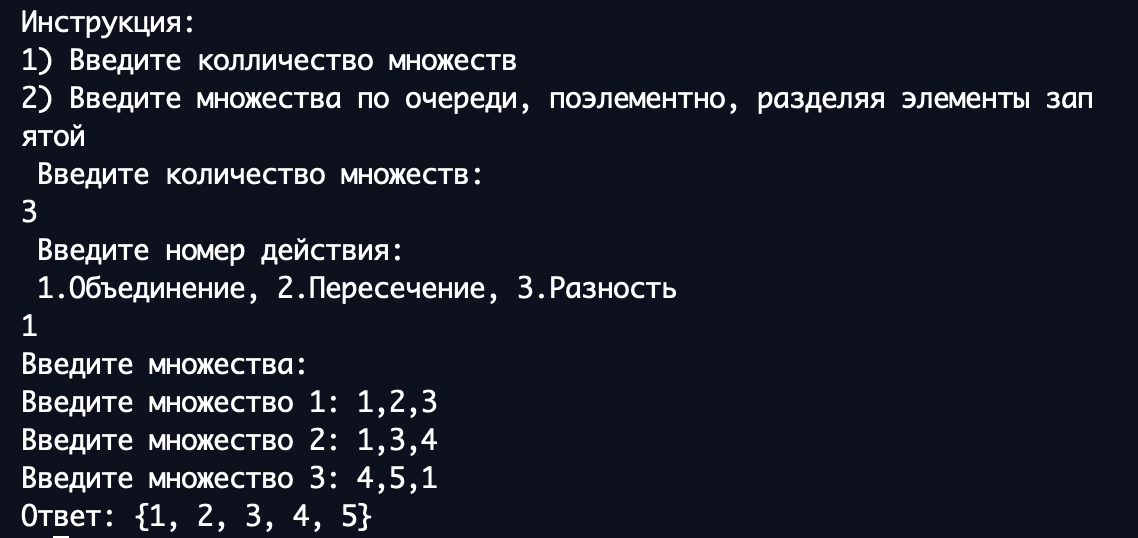 Инструкция:
1) Введите колличество множеств
2) Введите множества по очереди, поэлементно, разделяя элементы зап
ятой
Введите количество множеств:
3
Введите номер действия:
1.Объединение, 2.Пересечение, 3.Разность
1
Введите множества:
Введите множество 1: 1,2,3
Введите множество 2: 1,3,4
Введите множество 3: 4,5,1
Ответ: {1, 2, 3, 4, 5}